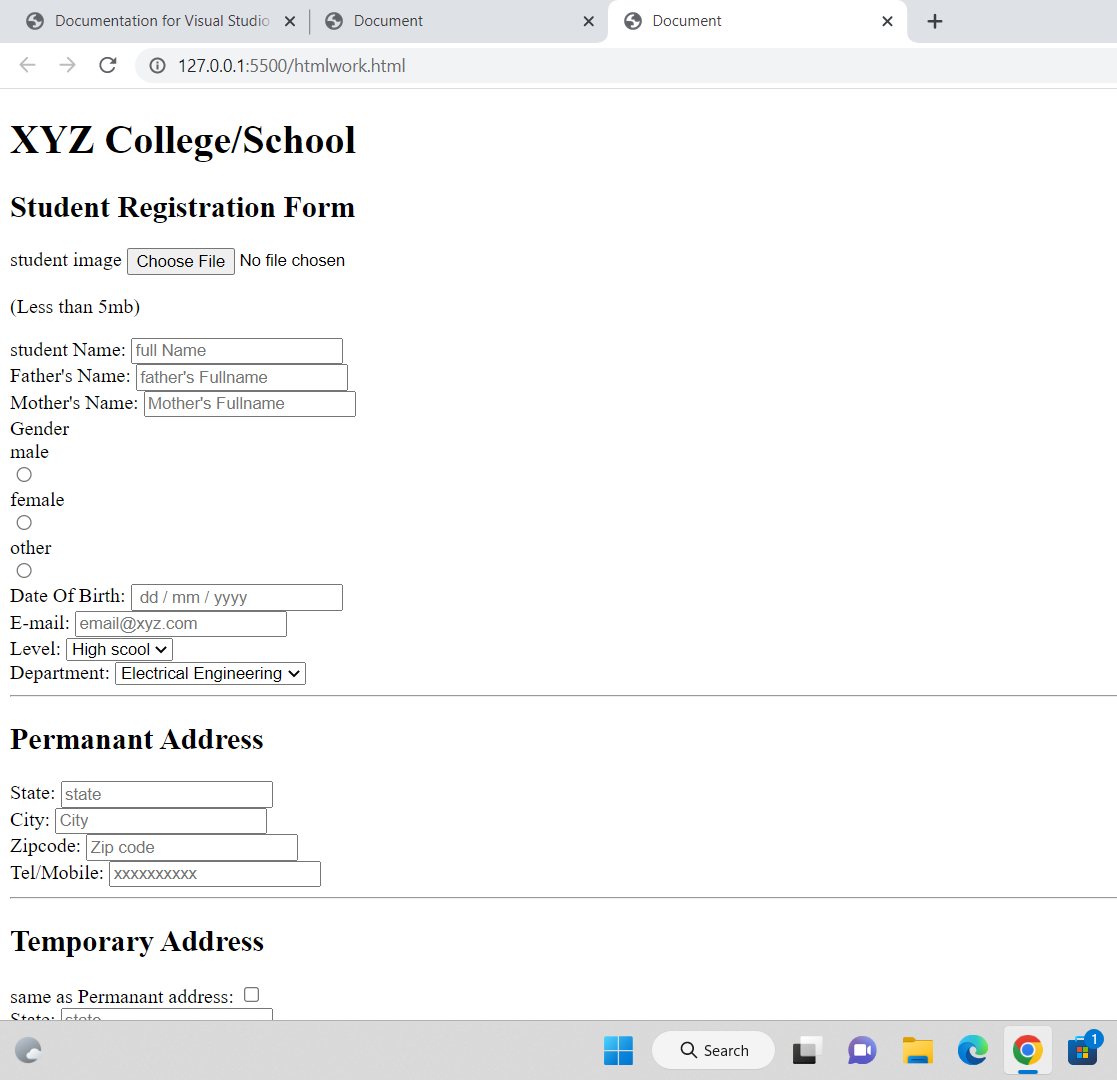 Documentation for Visual Studio
Document
Document
127.0.0.1:5500/htmlwork.html
XYZ College/School
Student Registration Form
student image Choose File No file chosen
(Less than 5mb)
student Name: full Name
Father's Name: father's Fullname
Mother's Name: Mother's Fullname
Gender
male
female
other
Date Of Birth: dd / mm / yyyy
E-mail: email@xyz.com
Level: High scool
Department: Electrical Engineering
Permanant Address
State: state
City: City
Zipcode: Zip code
Tel/Mobile: xxxxxxxxxx
Temporary Address
same as Permanant address:
State: state
Search
1